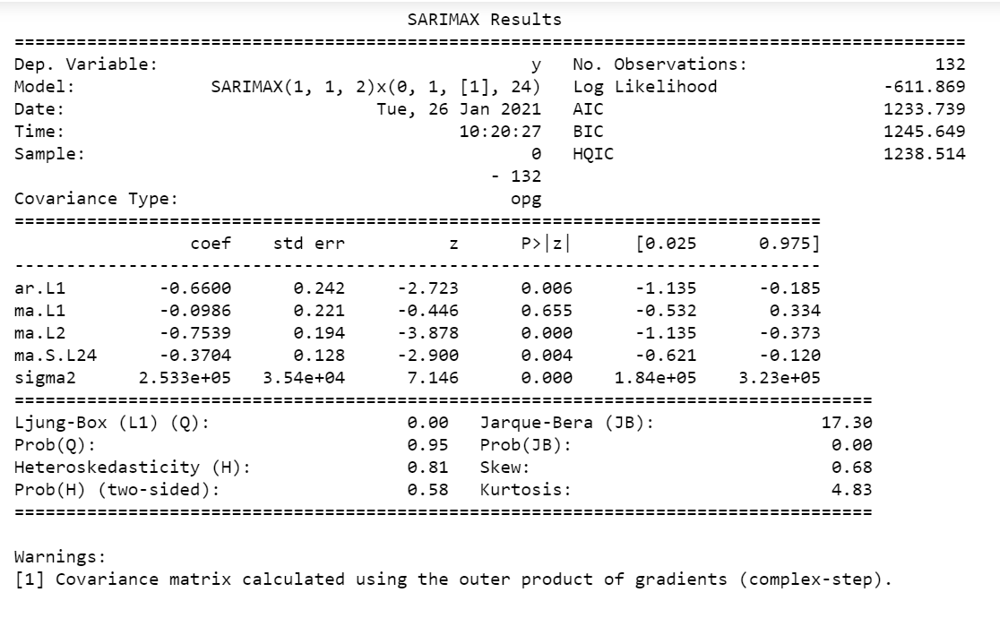 SARIMAX Results
==============================================================================================
Dep. Variable: y No. Observations: 132
Model: SARIMAX(1, 1, 2)x(0, 1, [1], 24) Log Likelihood -611.869
Date: Tue, 26 Jan 2021 AIC 1233.739
Time: 10:20:27 BIC 1245.649
Sample: 0 HQIC 1238.514
- 132
Covariance Type: opg
==============================================================================
coef std err z P>|z| [0.025 0.975]
------------------------------------------------------------------------------
ar.L1 -0.6600 0.242 -2.723 0.006 -1.135 -0.185
ma.L1 -0.0986 0.221 -0.446 0.655 -0.532 0.334
ma.L2 -0.7539 0.194 -3.878 0.000 -1.135 -0.373
ma.S.L24 -0.3704 0.128 -2.900 0.004 -0.621 -0.120
sigma2 2.533e+05 3.54e+04 7.146 0.000 1.84e+05 3.23e+05
===================================================================================
Ljung-Box (L1) (Q): 0.00 Jarque-Bera (JB): 17.30
Prob(Q): 0.95 Prob(JB): 0.00
Heteroskedasticity (H): 0.81 Skew: 0.68
Prob(H) (two-sided): 0.58 Kurtosis: 4.83
===================================================================================
Warnings:
[1] Covariance matrix calculated using the outer product of gradients (complex-step).